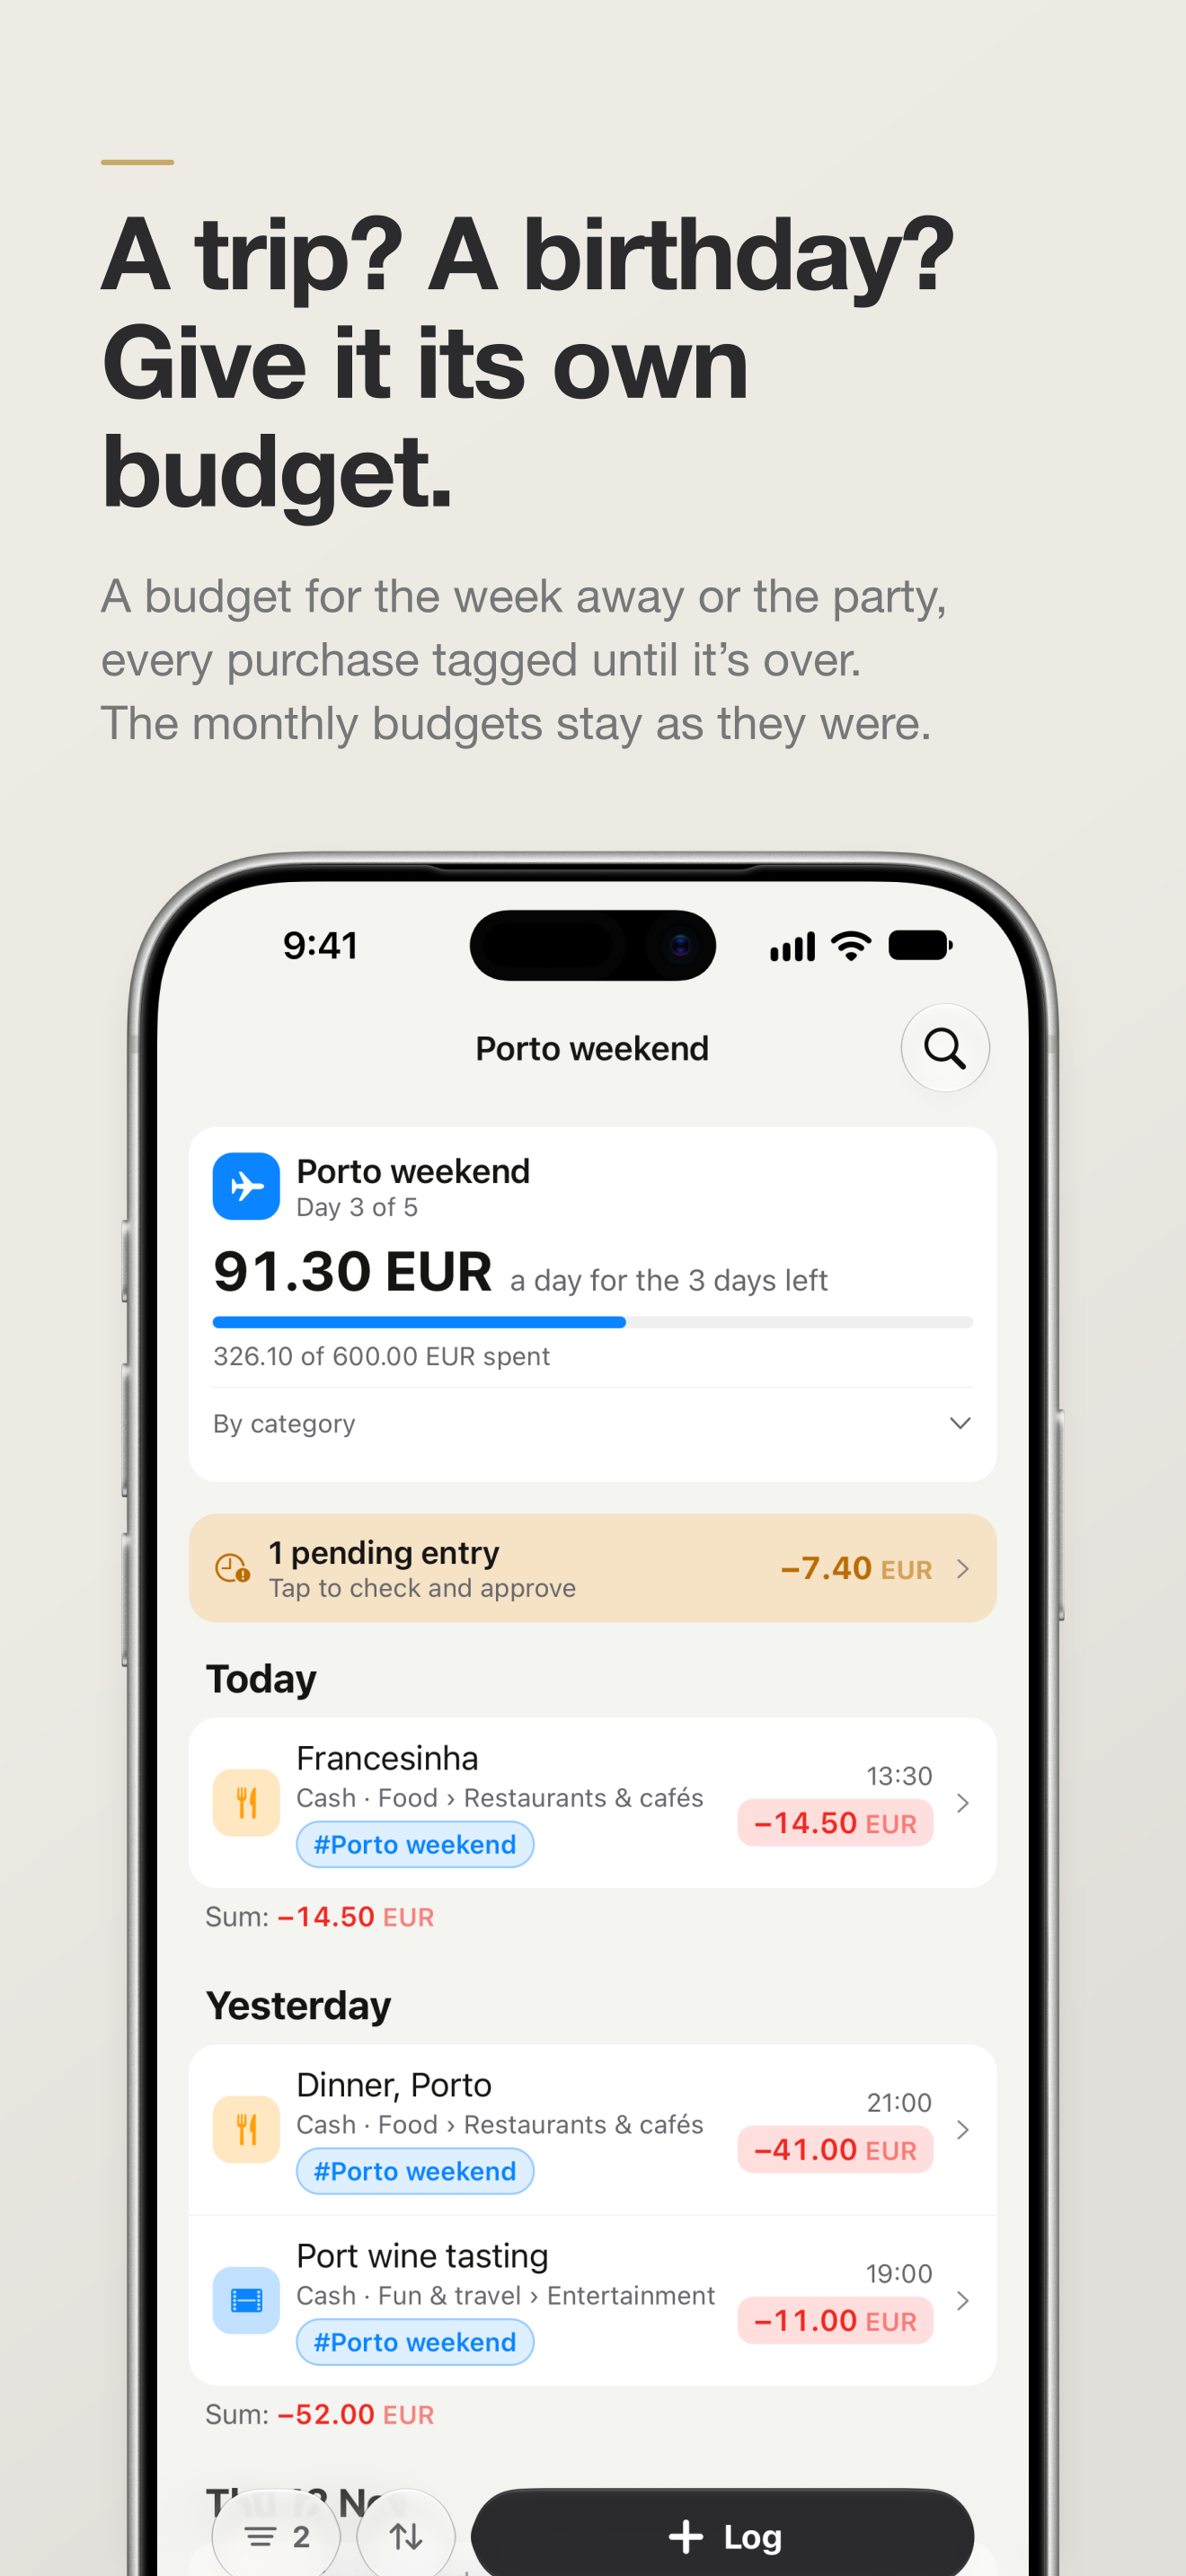 A trip? A birthday?
Give it its own
budget.
A budget for the week away or the party,
every purchase tagged until it’s over.
The monthly budgets stay as they were.
9:41
Porto weekend
Porto weekend
Day 3 of 5
91.30 EUR a day for the 3 days left
326.10 of 600.00 EUR spent
By category
1 pending entry
Tap to check and approve
−7.40 EUR
Today
Francesinha
Cash · Food › Restaurants & cafés
#Porto weekend
13:30
−14.50 EUR
Sum: −14.50 EUR
Yesterday
Dinner, Porto
Cash · Food › Restaurants & cafés
#Porto weekend
21:00
−41.00 EUR
Port wine tasting
Cash · Fun & travel › Entertainment
#Porto weekend
19:00
−11.00 EUR
Sum: −52.00 EUR
2
+ Log